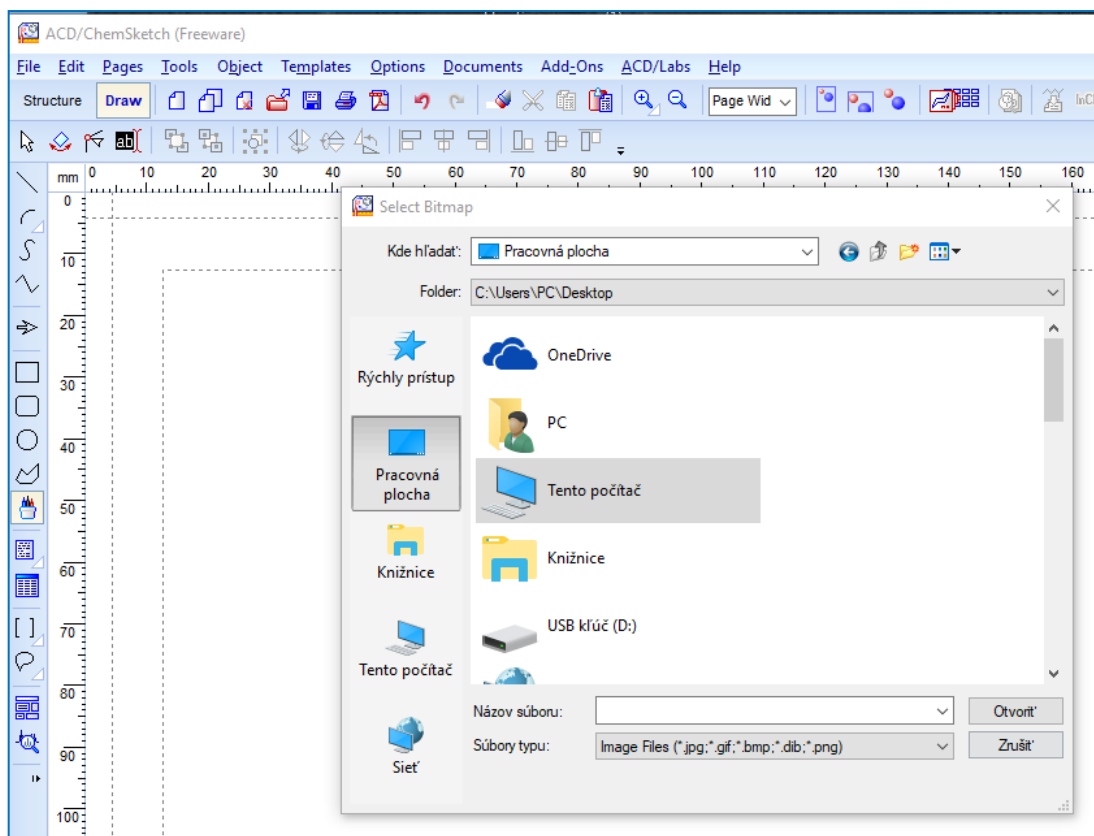 ACD/ChemSketch (Freeware)
File Edit Pages Tools Object Templates Options Documents Add-Ons ACD/Labs Help
Structure Draw Page Wid
ab
mm 0 10 20 30 40 50 60 70 80 90 100 110 120 130 140 150 160
0
10
20
30
40
50
60
70
80
90
100
Select Bitmap
Kde hľadať: Pracovná plocha
Folder: C:\Users\PC\Desktop
Rýchly prístup
Pracovná
plocha
Knižnice
Tento počítač
Sieť
OneDrive
PC
Tento počítač
Knižnice
USB kľúč (D:)
Názov súboru: Otvoriť
Súbory typu: Image Files (*.jpg;*.gif;*.bmp;*.dib;*.png) Zrušiť